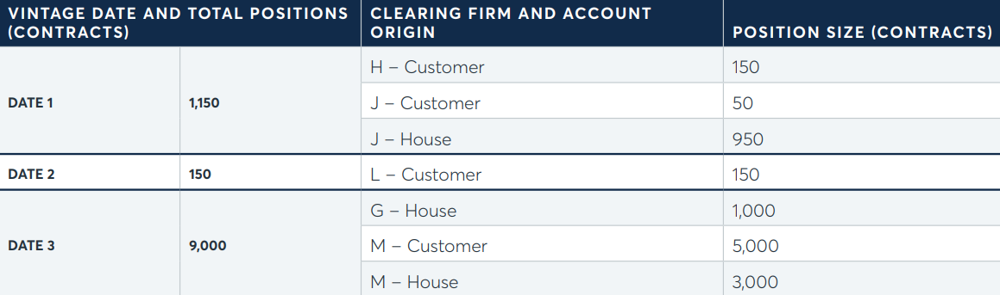 VINTAGE DATE AND TOTAL POSITIONS
(CONTRACTS)
CLEARING FIRM AND ACCOUNT
ORIGIN
POSITION SIZE (CONTRACTS)
DATE 1
1,150
H – Customer
150
J – Customer
50
J – House
950
DATE 2
150
L – Customer
150
DATE 3
9,000
G – House
1,000
M – Customer
5,000
M – House
3,000